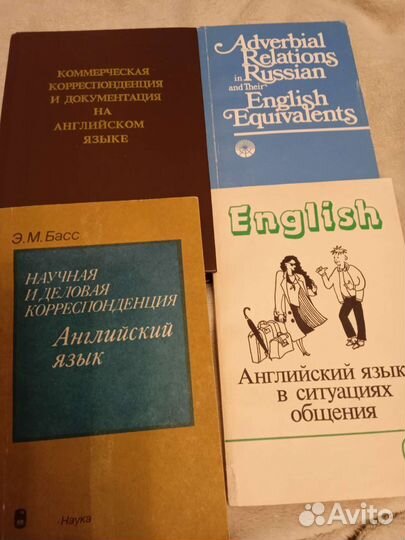 КОММЕРЧЕСКАЯ
КОРРЕСПОНДЕНЦИЯ
И ДОКУМЕНТАЦИЯ
НА
АНГЛИЙСКОМ
ЯЗЫКЕ
Adverbial
Relations
in Russian
and Their
English
Equivalents
Э.М.Басс
НАУЧНАЯ
И ДЕЛОВАЯ
КОРРЕСПОНДЕНЦИЯ
Английский
язык
·Наука
English
Английский язык
в ситуациях
общения
Avito